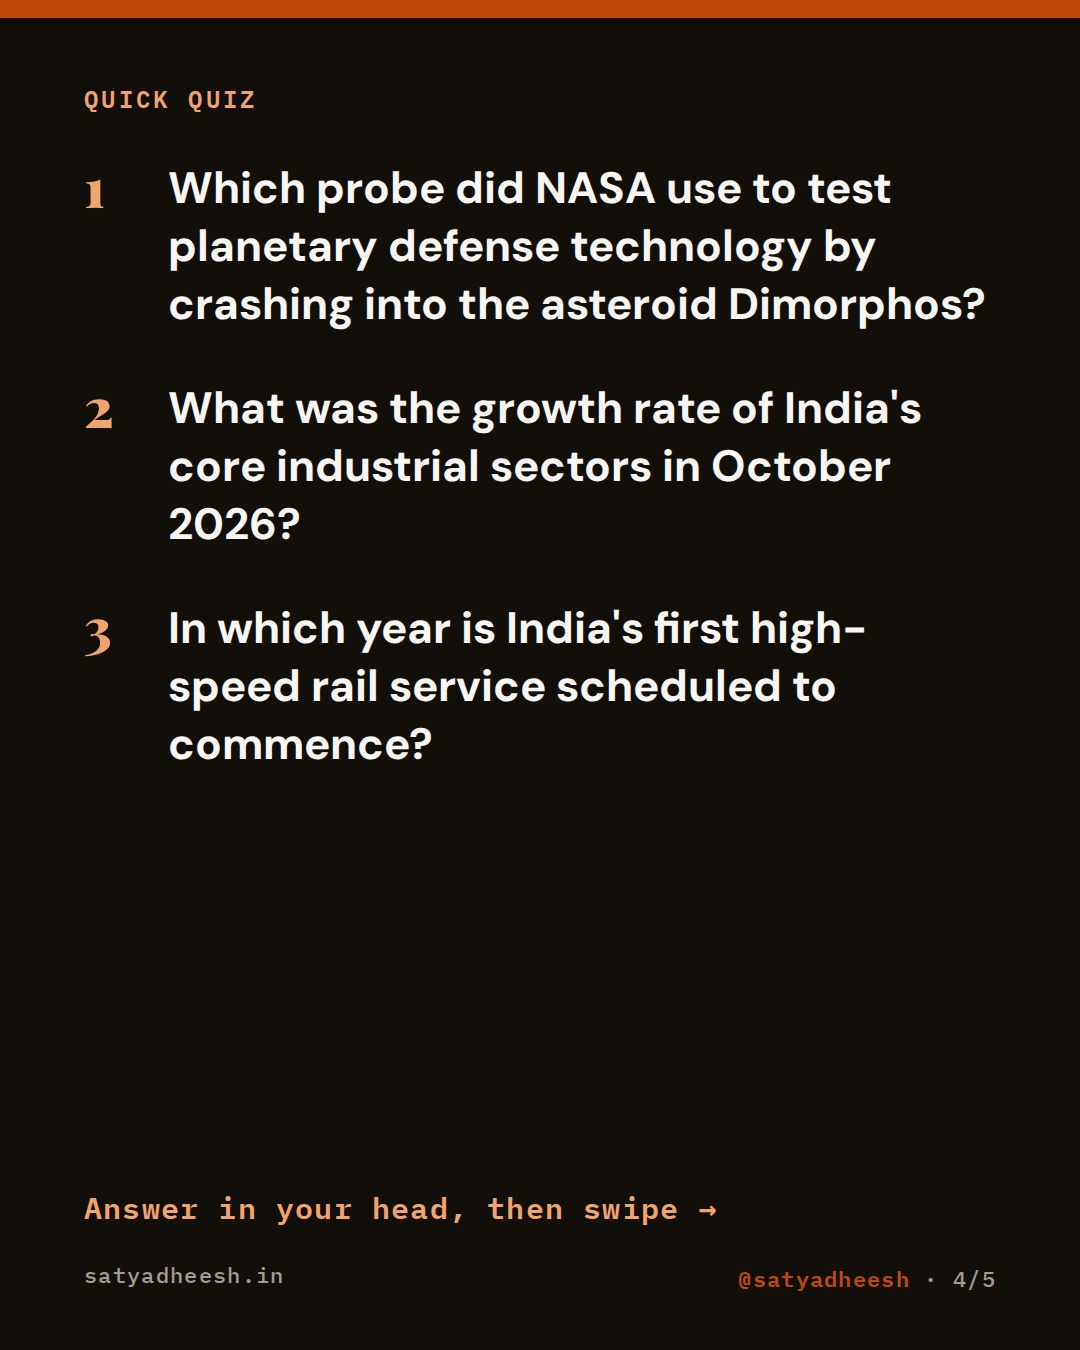 QUICK QUIZ
1 Which probe did NASA use to test
planetary defense technology by
crashing into the asteroid Dimorphos?
2 What was the growth rate of India's
core industrial sectors in October
2026?
3 In which year is India's first high-
speed rail service scheduled to
commence?
Answer in your head, then swipe →
satyadheesh.in
@satyadheesh · 4/5